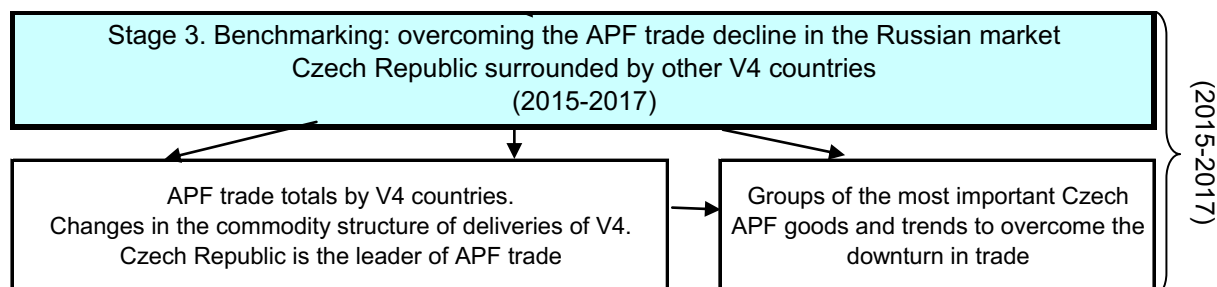 Stage 3. Benchmarking: overcoming the APF trade decline in the Russian market
Czech Republic surrounded by other V4 countries
(2015-2017)
(2015-2017)
APF trade totals by V4 countries.
Changes in the commodity structure of deliveries of V4.
Czech Republic is the leader of APF trade
Groups of the most important Czech
APF goods and trends to overcome the
downturn in trade